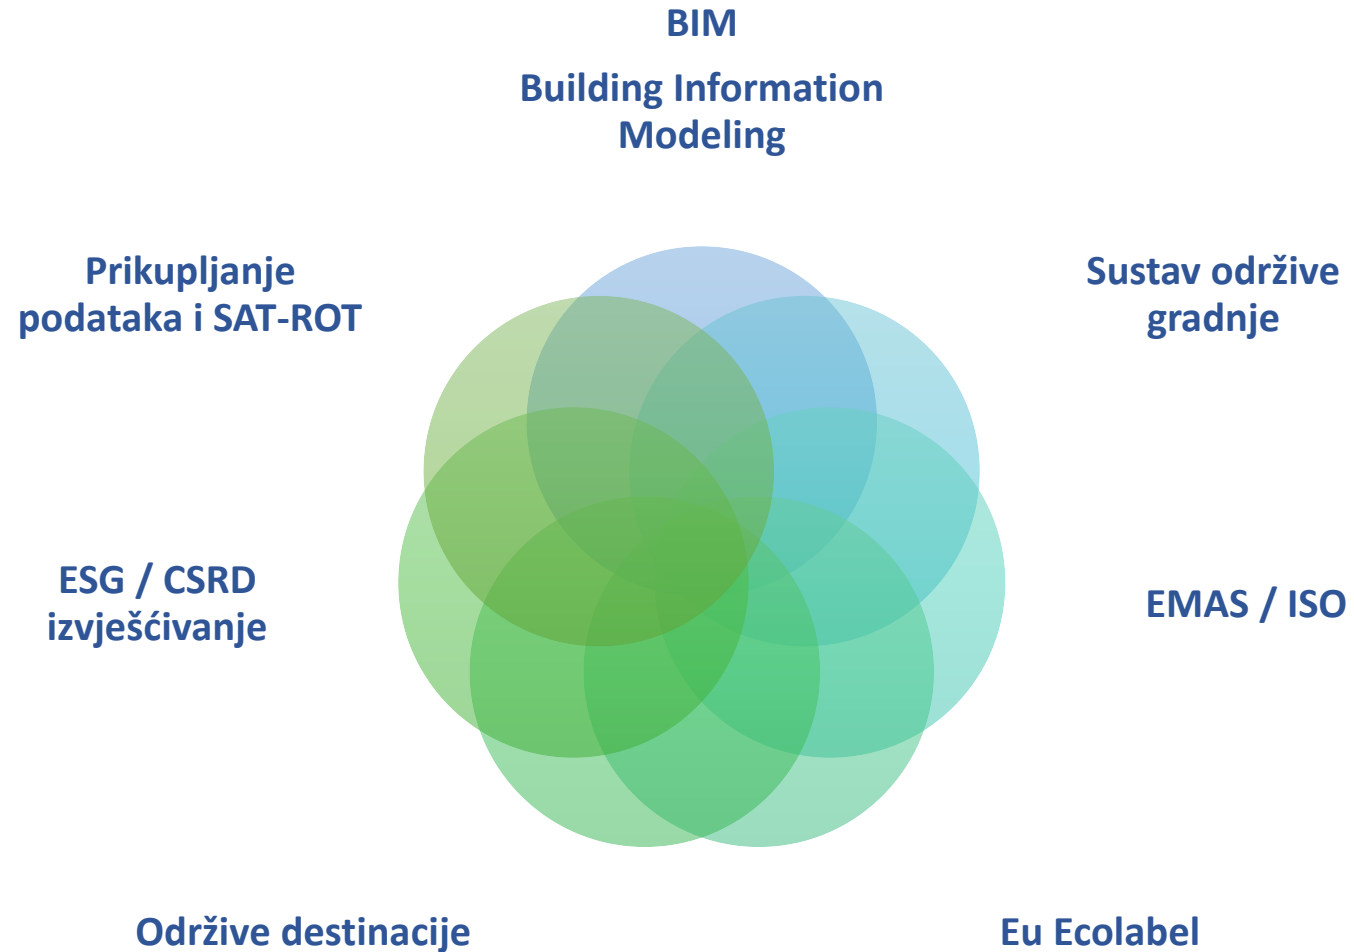 BIM
Building Information
Modeling
Prikupljanje
podataka i SAT-ROT
Sustav održive
gradnje
ESG / CSRD
izvješćivanje
EMAS / ISO
Održive destinacije
Eu Ecolabel